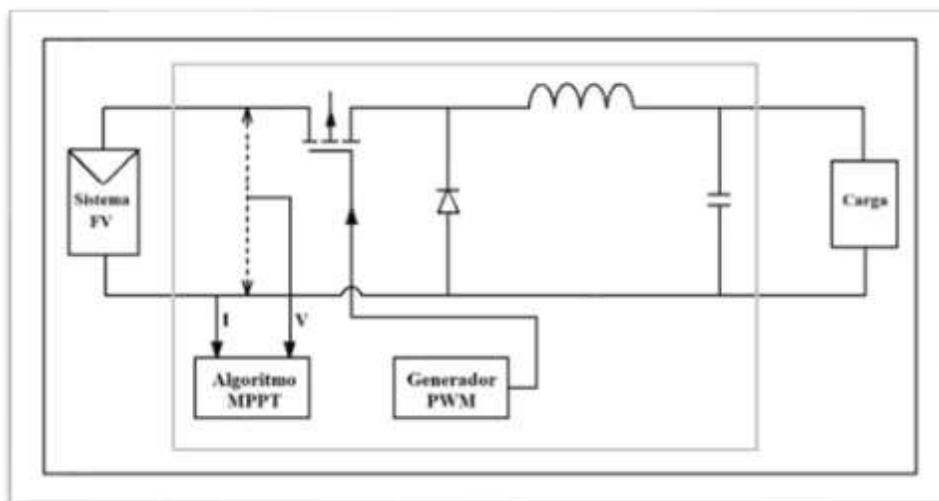 Sistema
FV
Carga
I
V
Algoritmo
MPPT
Generador
PWM